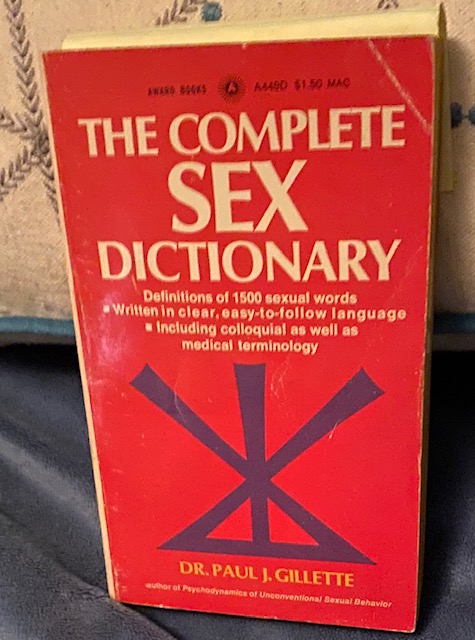 AWARD BOOKS A449D $1.50 MAC
THE COMPLETE
SEX
DICTIONARY
Definitions of 1500 sexual words
▪ Written in clear, easy-to-follow language
▪ Including colloquial as well as
medical terminology
DR. PAUL J. GILLETTE
author of Psychodynamics of Unconventional Sexual Behavior